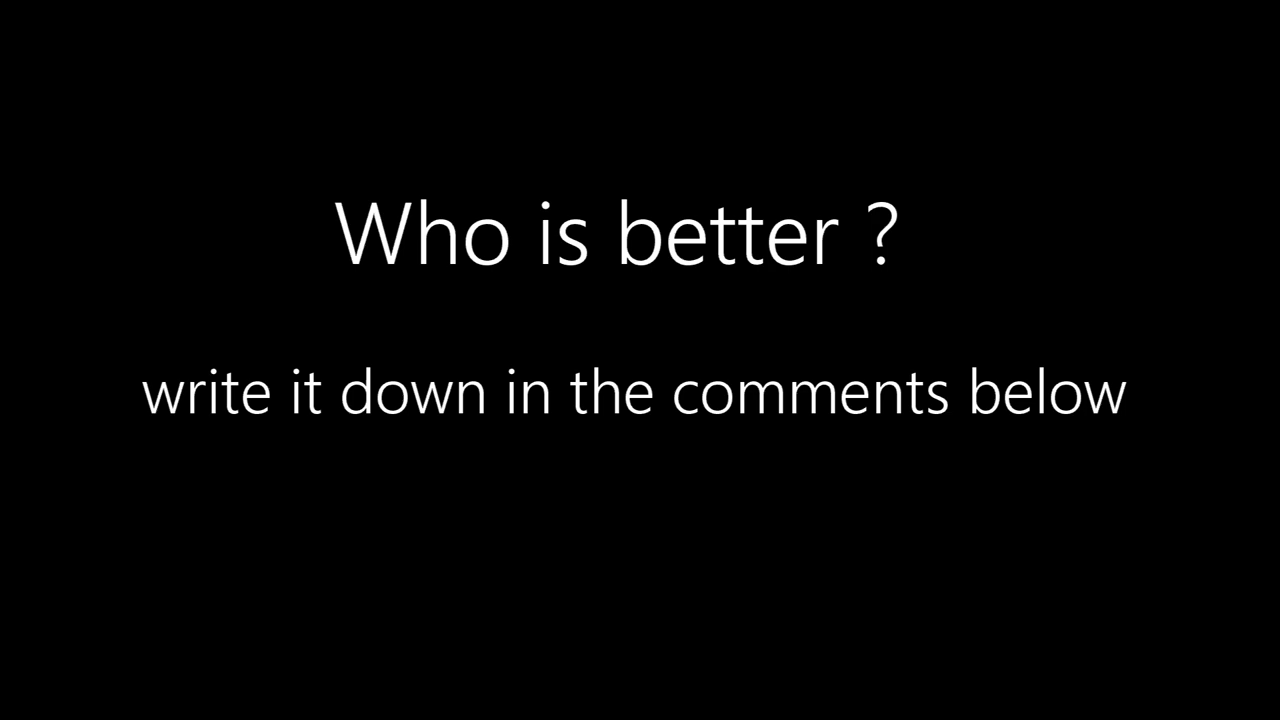 Who is better ?
write it down in the comments below